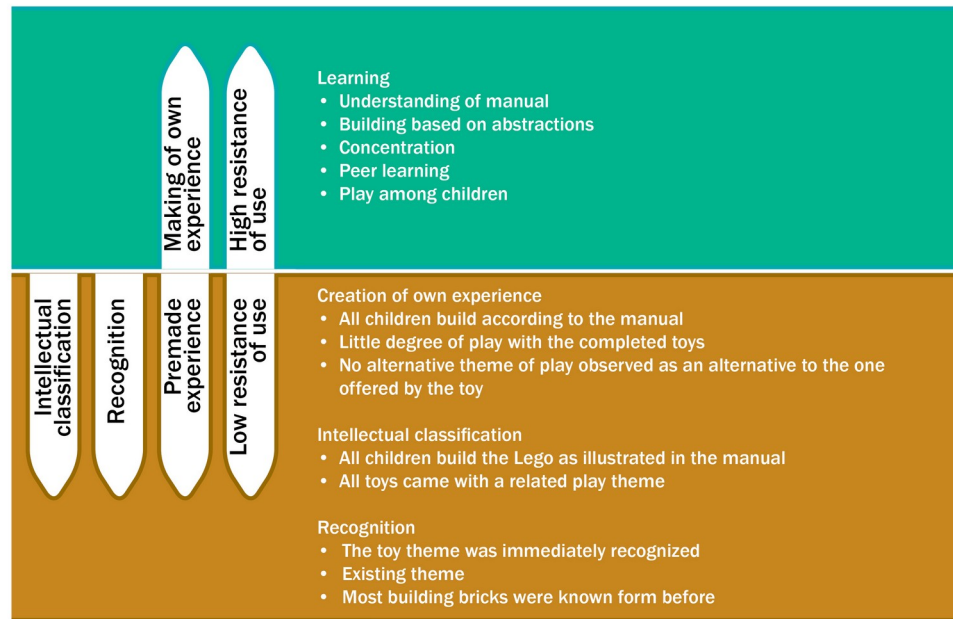 Making of own
experience
High resistance
of use
Intellectual
classification
Recognition
Premade
experience
Low resistance
of use
Learning
• Understanding of manual
• Building based on abstractions
• Concentration
• Peer learning
• Play among children
Creation of own experience
• All children build according to the manual
• Little degree of play with the completed toys
• No alternative theme of play observed as an alternative to the one
offered by the toy
Intellectual classification
• All children build the Lego as illustrated in the manual
• All toys came with a related play theme
Recognition
• The toy theme was immediately recognized
• Existing theme
• Most building bricks were known form before